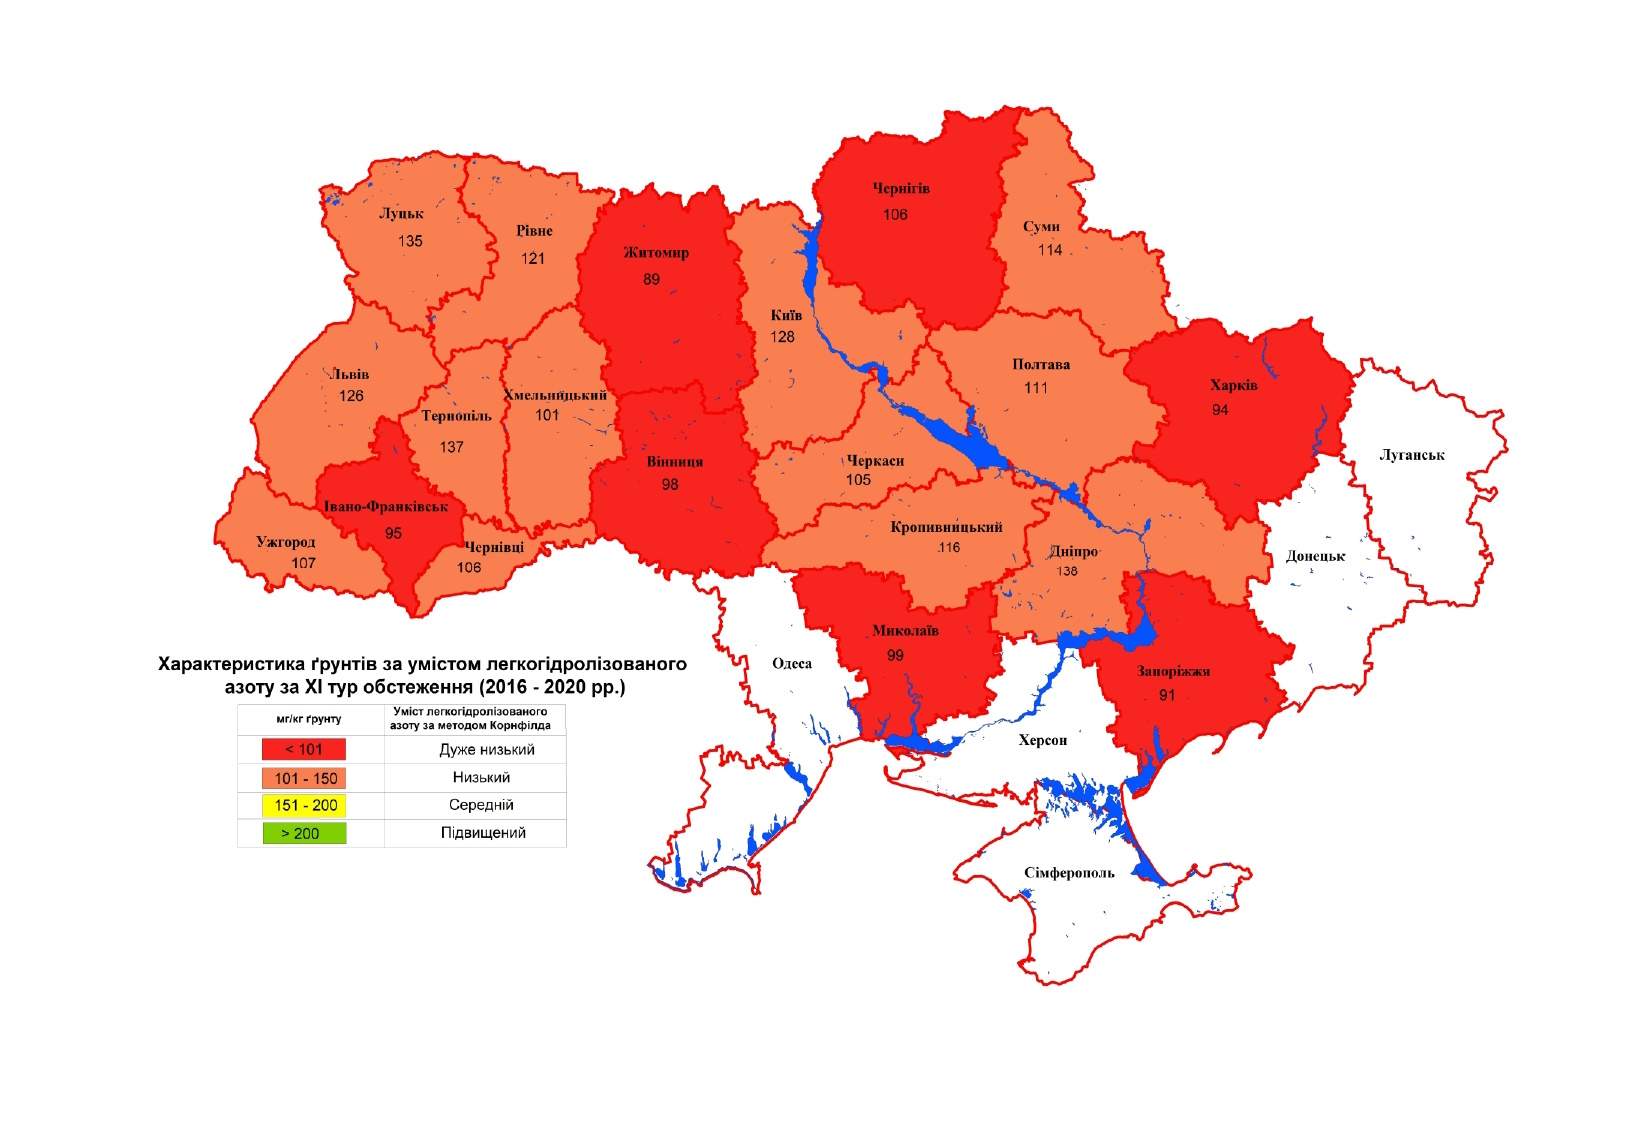 Чернігів
106
Луцьк
135
Рівне
121
Суми
114
Житомир
89
Київ
128
Полтава
111
Львів
126
Харків
94
Хмельніцький
101
Тернопіль
137
Луганськ
Вінниця
98
Черкаси
105
Івано-Франківськ
95
Кропивницький
116
Ужгород
107
Чернівці
106
Дніпро
138
Донецьк
Миколаїв
99
Одеса
Запоріжжя
91
Херсон
Сімферополь
Характеристика ґрунтів за умістом легкогідролізованого
азоту за XI тур обстеження (2016 - 2020 рр.)
мг/кг ґрунту
Уміст легкогідролізованого
азоту за методом Корнфілда
< 101 Дуже низький
101 - 150 Низький
151 - 200 Середній
> 200 Підвищений